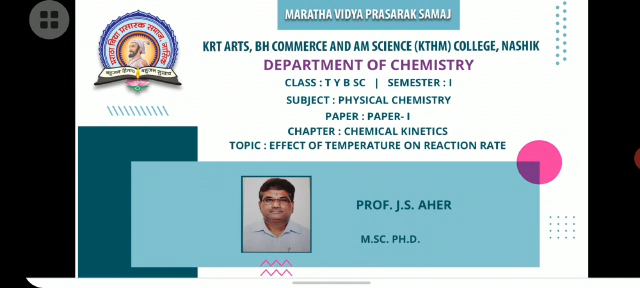 MARATHA VIDYA PRASARAK SAMAJ
KRT ARTS, BH COMMERCE AND AM SCIENCE (KTHM) COLLEGE, NASHIK
DEPARTMENT OF CHEMISTRY
CLASS : T Y B SC | SEMESTER : I
SUBJECT : PHYSICAL CHEMISTRY
PAPER : PAPER- I
CHAPTER : CHEMICAL KINETICS
TOPIC : EFFECT OF TEMPERATURE ON REACTION RATE
PROF. J.S. AHER
M.SC. PH.D.